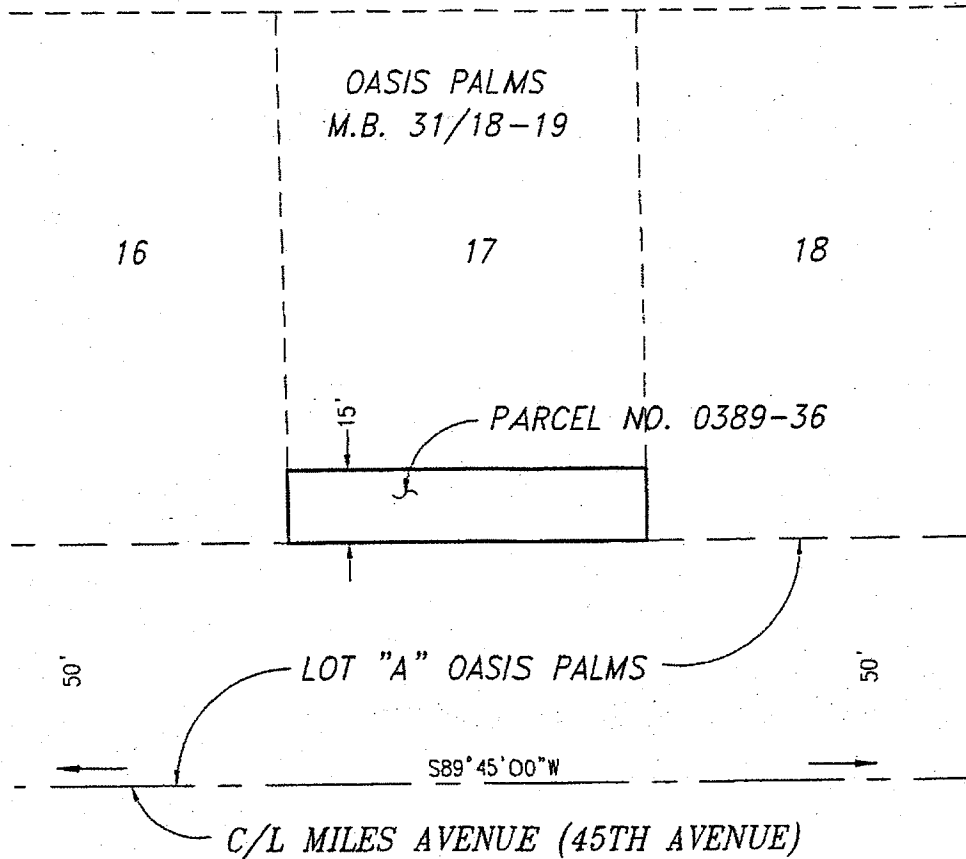 OASIS PALMS
M.B. 31/18-19
16
17
18
15'
PARCEL NO. 0389-36
50'
LOT "A" OASIS PALMS
50'
S89°45'00"W
C/L MILES AVENUE (45TH AVENUE)